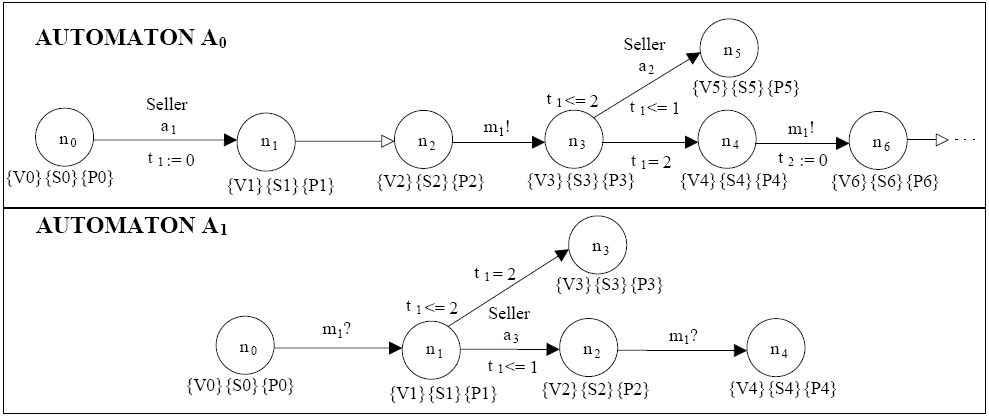 AUTOMATON A0
Seller
a1
t1:= 0
m1!
t1<= 2
Seller
a2
t1<= 1
t1= 2
m1!
t2:= 0
n0
n1
n2
n3
n4
n5
n6
{V0}{S0}{P0}
{V1}{S1}{P1}
{V2}{S2}{P2}
{V3}{S3}{P3}
{V4}{S4}{P4}
{V5}{S5}{P5}
{V6}{S6}{P6}
AUTOMATON A1
m1?
t1<= 2
t1= 2
Seller
a3
t1<= 1
m1?
n0
n1
n2
n3
n4
{V0}{S0}{P0}
{V1}{S1}{P1}
{V2}{S2}{P2}
{V3}{S3}{P3}
{V4}{S4}{P4}